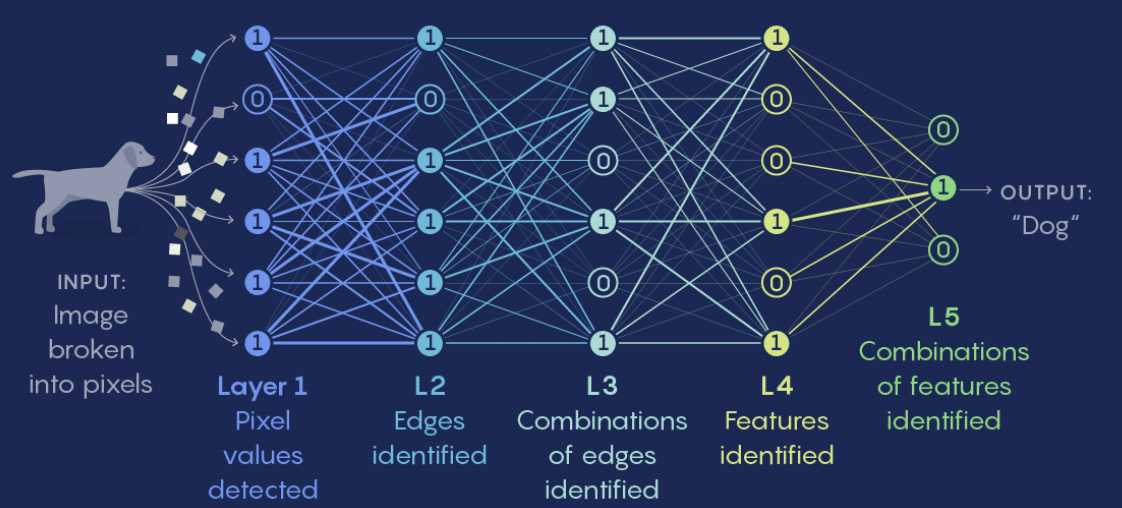 1 1 1 1
0 0 1 0
0
1 1 0 0
1
OUTPUT:
“Dog“
1 1 1 1
0
1 1 0 0
1 1 1 1
INPUT:
Image
broken
into pixels
Layer 1
Pixel
values
detected
L2
Edges
identified
L3
Combinations
of edges
identified
L4
Features
identified
L5
Combinations
of features
identified